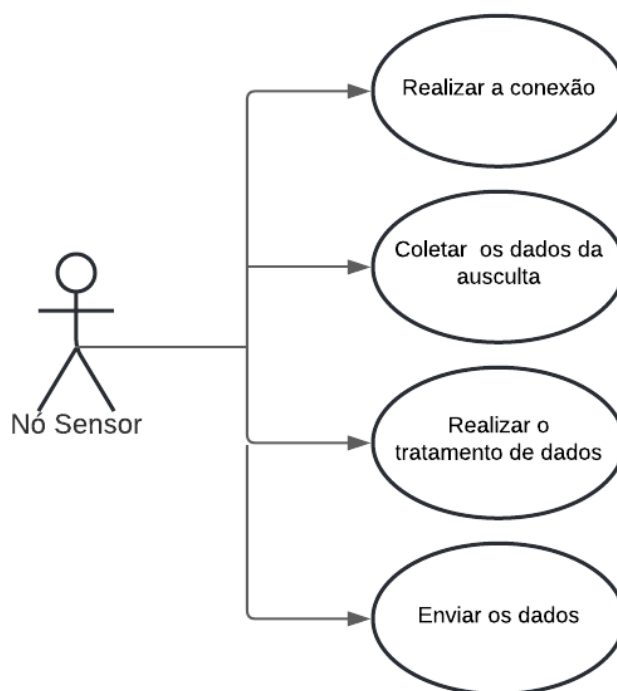 Realizar a conexão
Coletar os dados da
ausculta
Nó Sensor
Realizar o
tratamento de dados
Enviar os dados